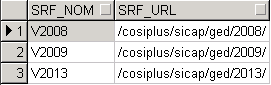 SRF_NOM SRF_URL
1 V2008 /cosiplus/sicap/ged/2008/
2 V2009 /cosiplus/sicap/ged/2009/
3 V2013 /cosiplus/sicap/ged/2013/